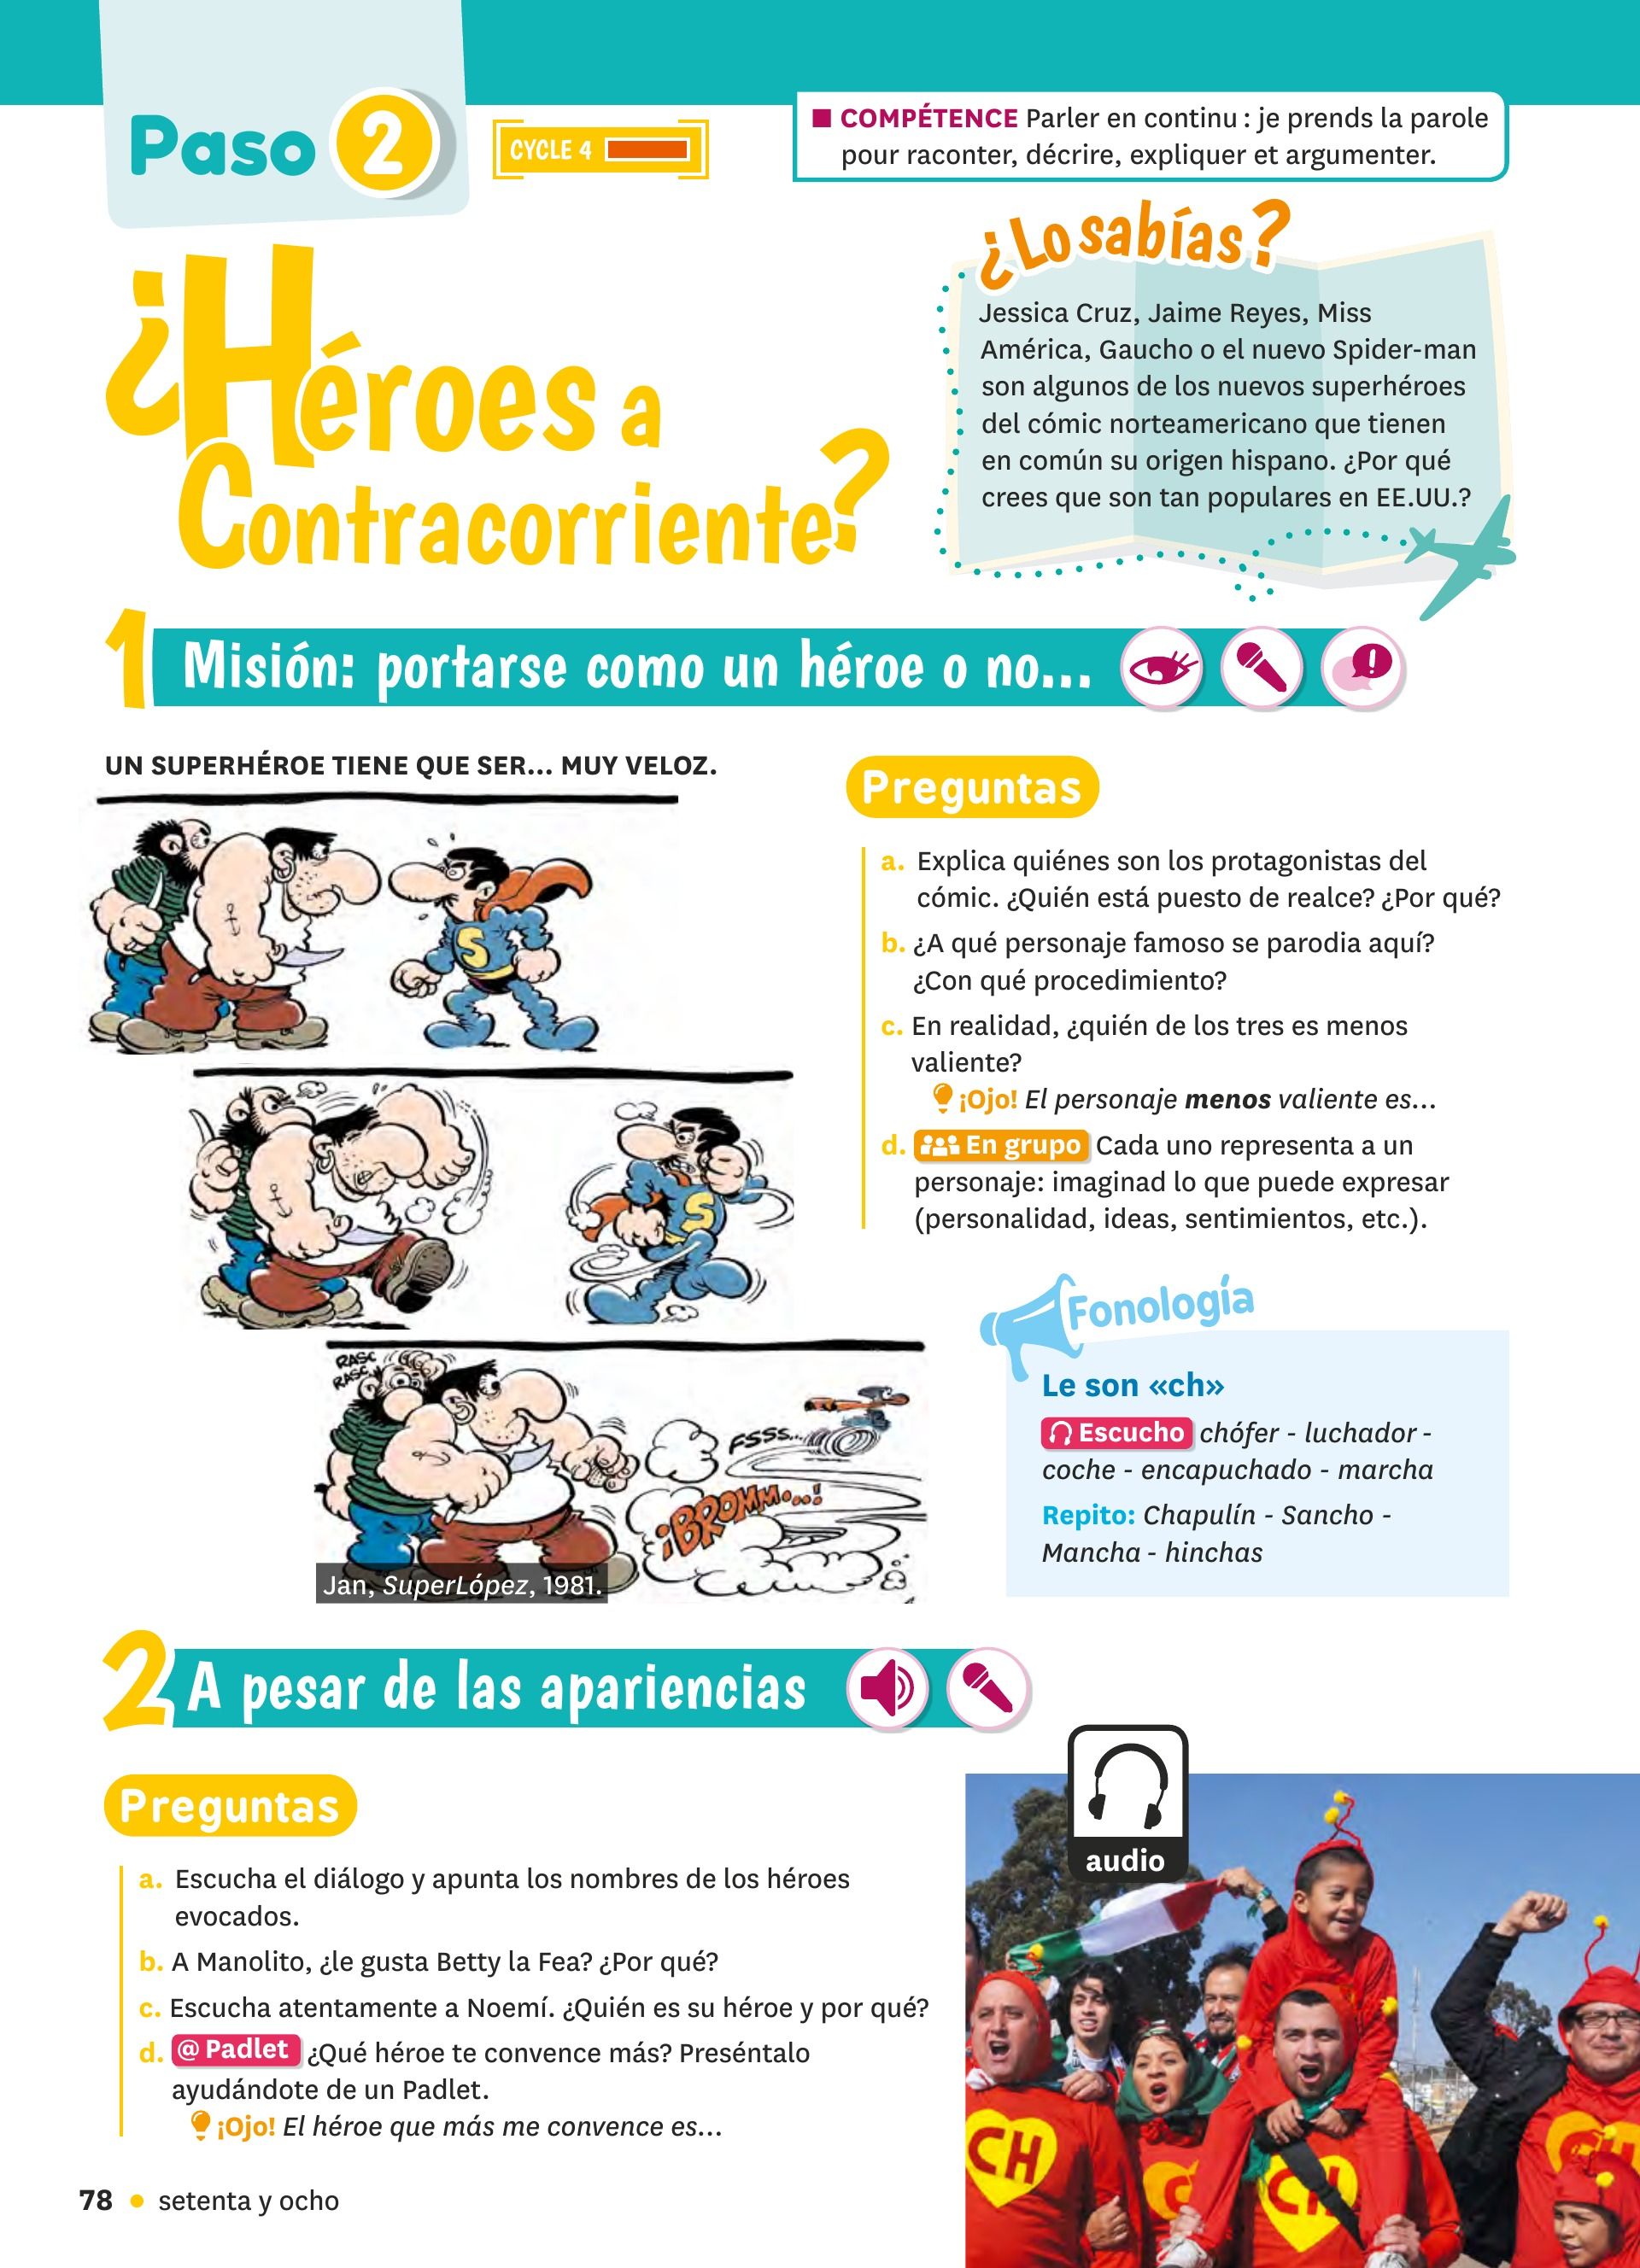 Paso 2
CYCLE 4
■ COMPÉTENCE Parler en continu : je prends la parole
pour raconter, décrire, expliquer et argumenter.
¿Héroes a
Contracorriente?
¿Lo sabías?
Jessica Cruz, Jaime Reyes, Miss
América, Gaucho o el nuevo Spider-man
son algunos de los nuevos superhéroes
del cómic norteamericano que tienen
en común su origen hispano. ¿Por qué
crees que son tan populares en EE.UU.?
1 Misión: portarse como un héroe o no...
UN SUPERHÉROE TIENE QUE SER... MUY VELOZ.
S
S
RASC
RASC
FSSS...
¡BROMM...!
Jan, SuperLópez, 1981.
Preguntas
a. Explica quiénes son los protagonistas del
cómic. ¿Quién está puesto de realce? ¿Por qué?
b. ¿A qué personaje famoso se parodia aquí?
¿Con qué procedimiento?
c. En realidad, ¿quién de los tres es menos
valiente?
¡Ojo! El personaje menos valiente es...
d. En grupo Cada uno representa a un
personaje: imaginad lo que puede expresar
(personalidad, ideas, sentimientos, etc.).
Fonología
Le son «ch»
Escucho chófer - luchador -
coche - encapuchado - marcha
Repito: Chapulín - Sancho -
Mancha - hinchas
2 A pesar de las apariencias
Preguntas
a. Escucha el diálogo y apunta los nombres de los héroes
evocados.
b. A Manolito, ¿le gusta Betty la Fea? ¿Por qué?
c. Escucha atentamente a Noemí. ¿Quién es su héroe y por qué?
d. @ Padlet ¿Qué héroe te convence más? Preséntalo
ayudándote de un Padlet.
¡Ojo! El héroe que más me convence es...
audio
CH
C
CH
CH
78 • setenta y ocho